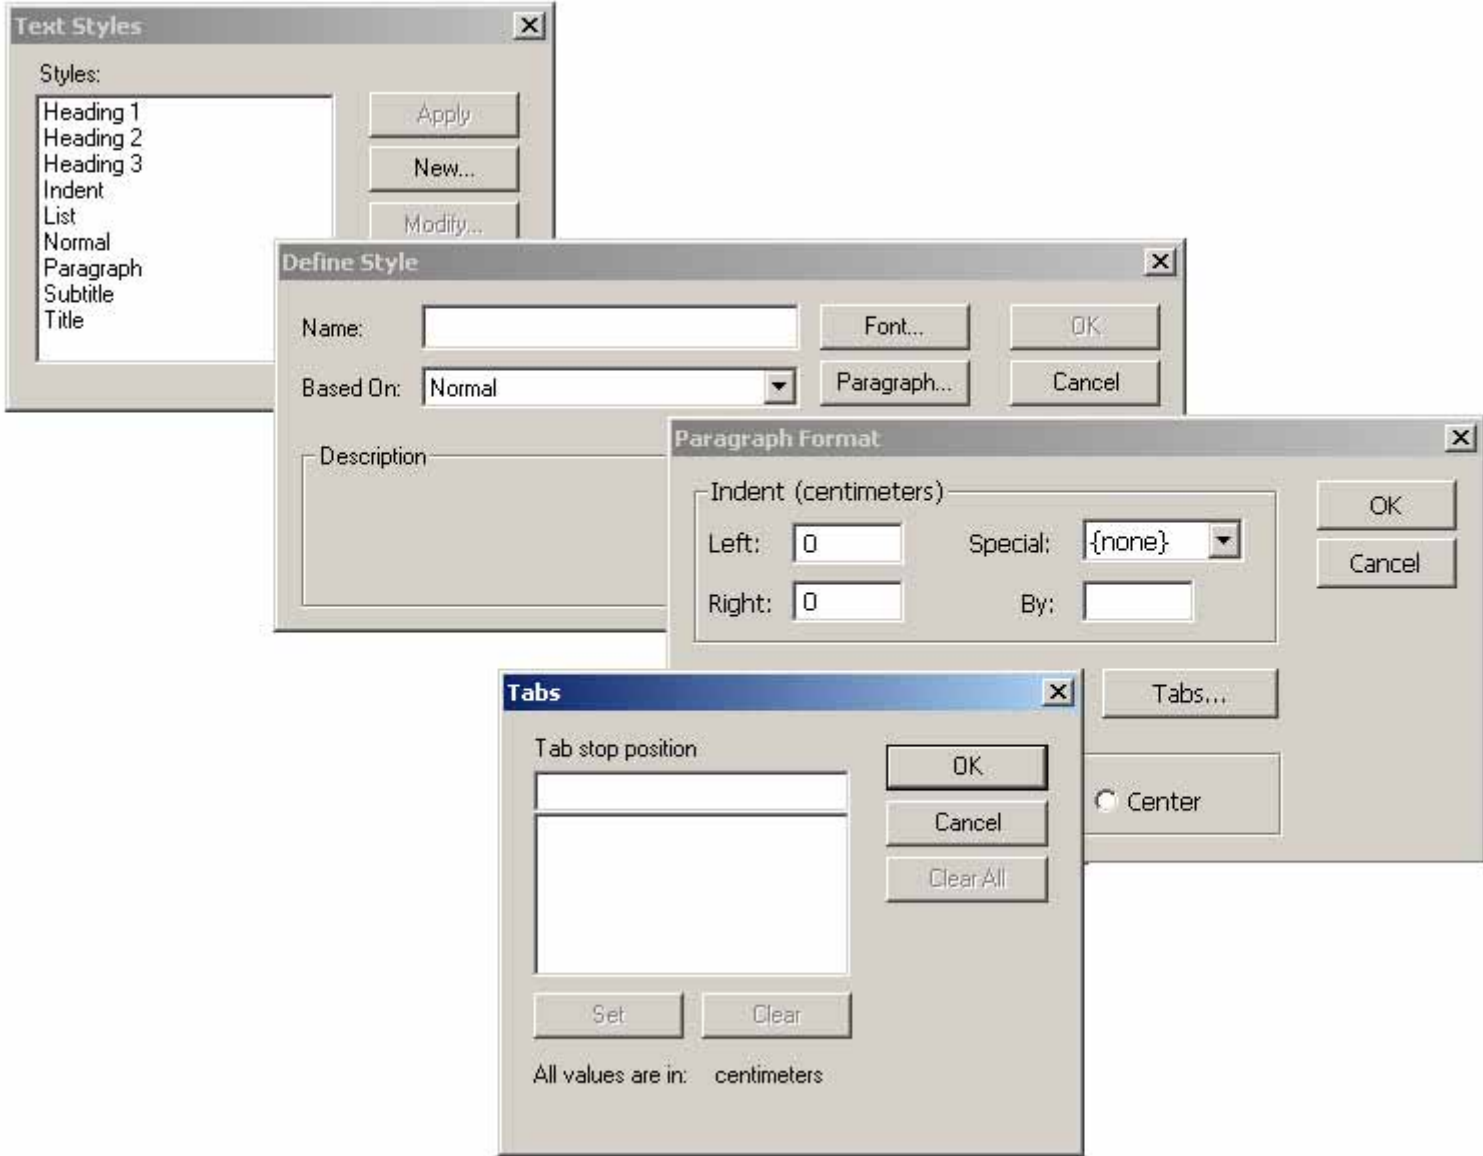 Text Styles
Styles:
Heading 1
Heading 2
Heading 3
Indent
List
Normal
Paragraph
Subtitle
Title
Apply
New...
Modify...
Define Style
Name:
Font...
OK
Based On:
Normal
Paragraph...
Cancel
Description
Paragraph Format
Indent (centimeters)
Left:
0
Special:
{none}
Right:
0
By:
OK
Cancel
Tabs...
Center
Tabs
Tab stop position
OK
Cancel
Clear All
Set
Clear
All values are in: centimeters